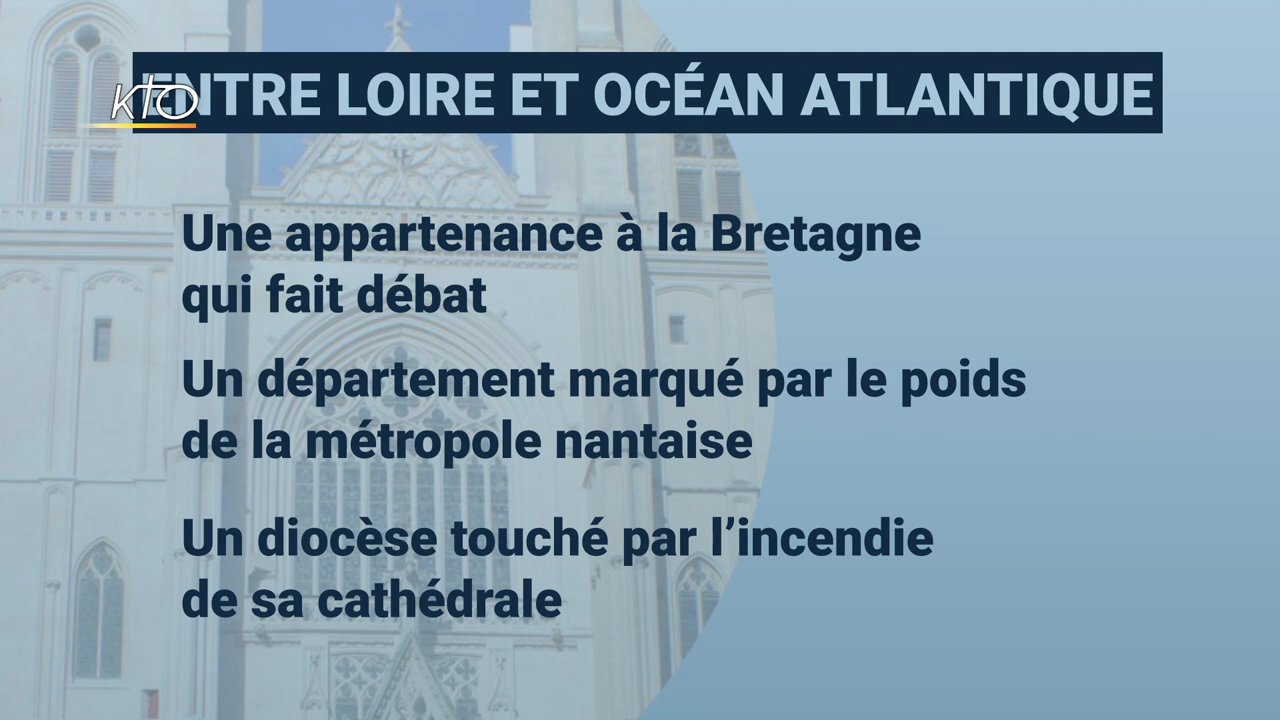 ENTRE LOIRE ET OCÉAN ATLANTIQUE
KTO
Une appartenance à la Bretagne
qui fait débat
Un département marqué par le poids
de la métropole nantaise
Un diocèse touché par l’incendie
de sa cathédrale